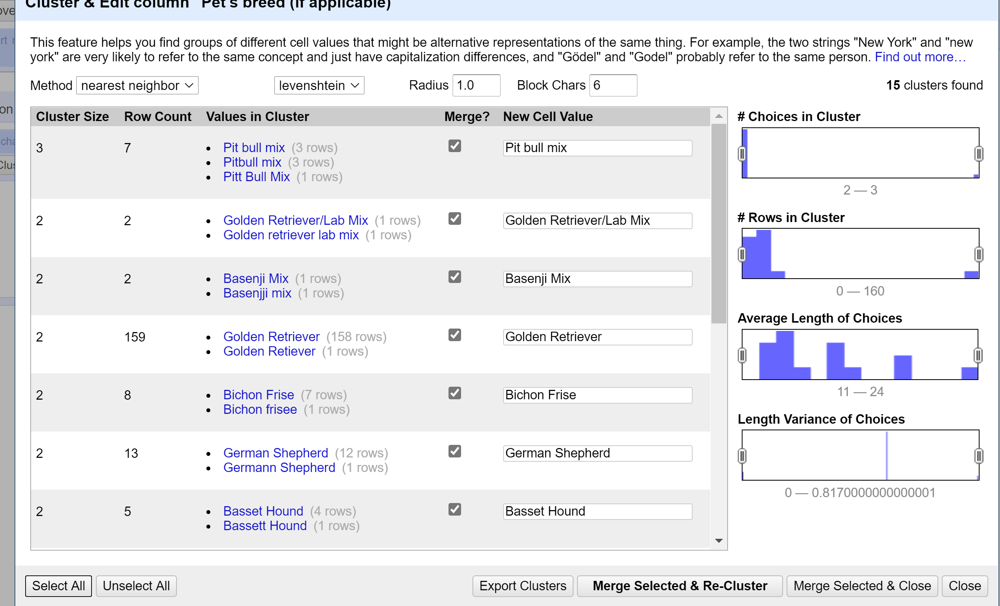 Cluster & Edit column "Pet's breed (if applicable)"
This feature helps you find groups of different cell values that might be alternative representations of the same thing. For example, the two strings "New York" and "new
york" are very likely to refer to the same concept and just have capitalization differences, and "Gödel" and "Godel" probably refer to the same person. Find out more…
Method nearest neighbor levenshtein Radius 1.0 Block Chars 6 15 clusters found
Cluster Size Row Count Values in Cluster Merge? New Cell Value
3 7 Pit bull mix (3 rows) Pit bull mix
Pitbull mix (3 rows)
Pitt Bull Mix (1 rows)
2 2 Golden Retriever/Lab Mix (1 rows) Golden Retriever/Lab Mix
Golden retriever lab mix (1 rows)
2 2 Basenji Mix (1 rows) Basenji Mix
Basenjji mix (1 rows)
2 159 Golden Retriever (158 rows) Golden Retriever
Golden Retiever (1 rows)
2 8 Bichon Frise (7 rows) Bichon Frise
Bichon frisee (1 rows)
2 13 German Shepherd (12 rows) German Shepherd
Germann Shepherd (1 rows)
2 5 Basset Hound (4 rows) Basset Hound
Bassett Hound (1 rows)
# Choices in Cluster
2 — 3
# Rows in Cluster
0 — 160
Average Length of Choices
11 — 24
Length Variance of Choices
0 — 0.8170000000000001
Select All Unselect All Export Clusters Merge Selected & Re-Cluster Merge Selected & Close Close